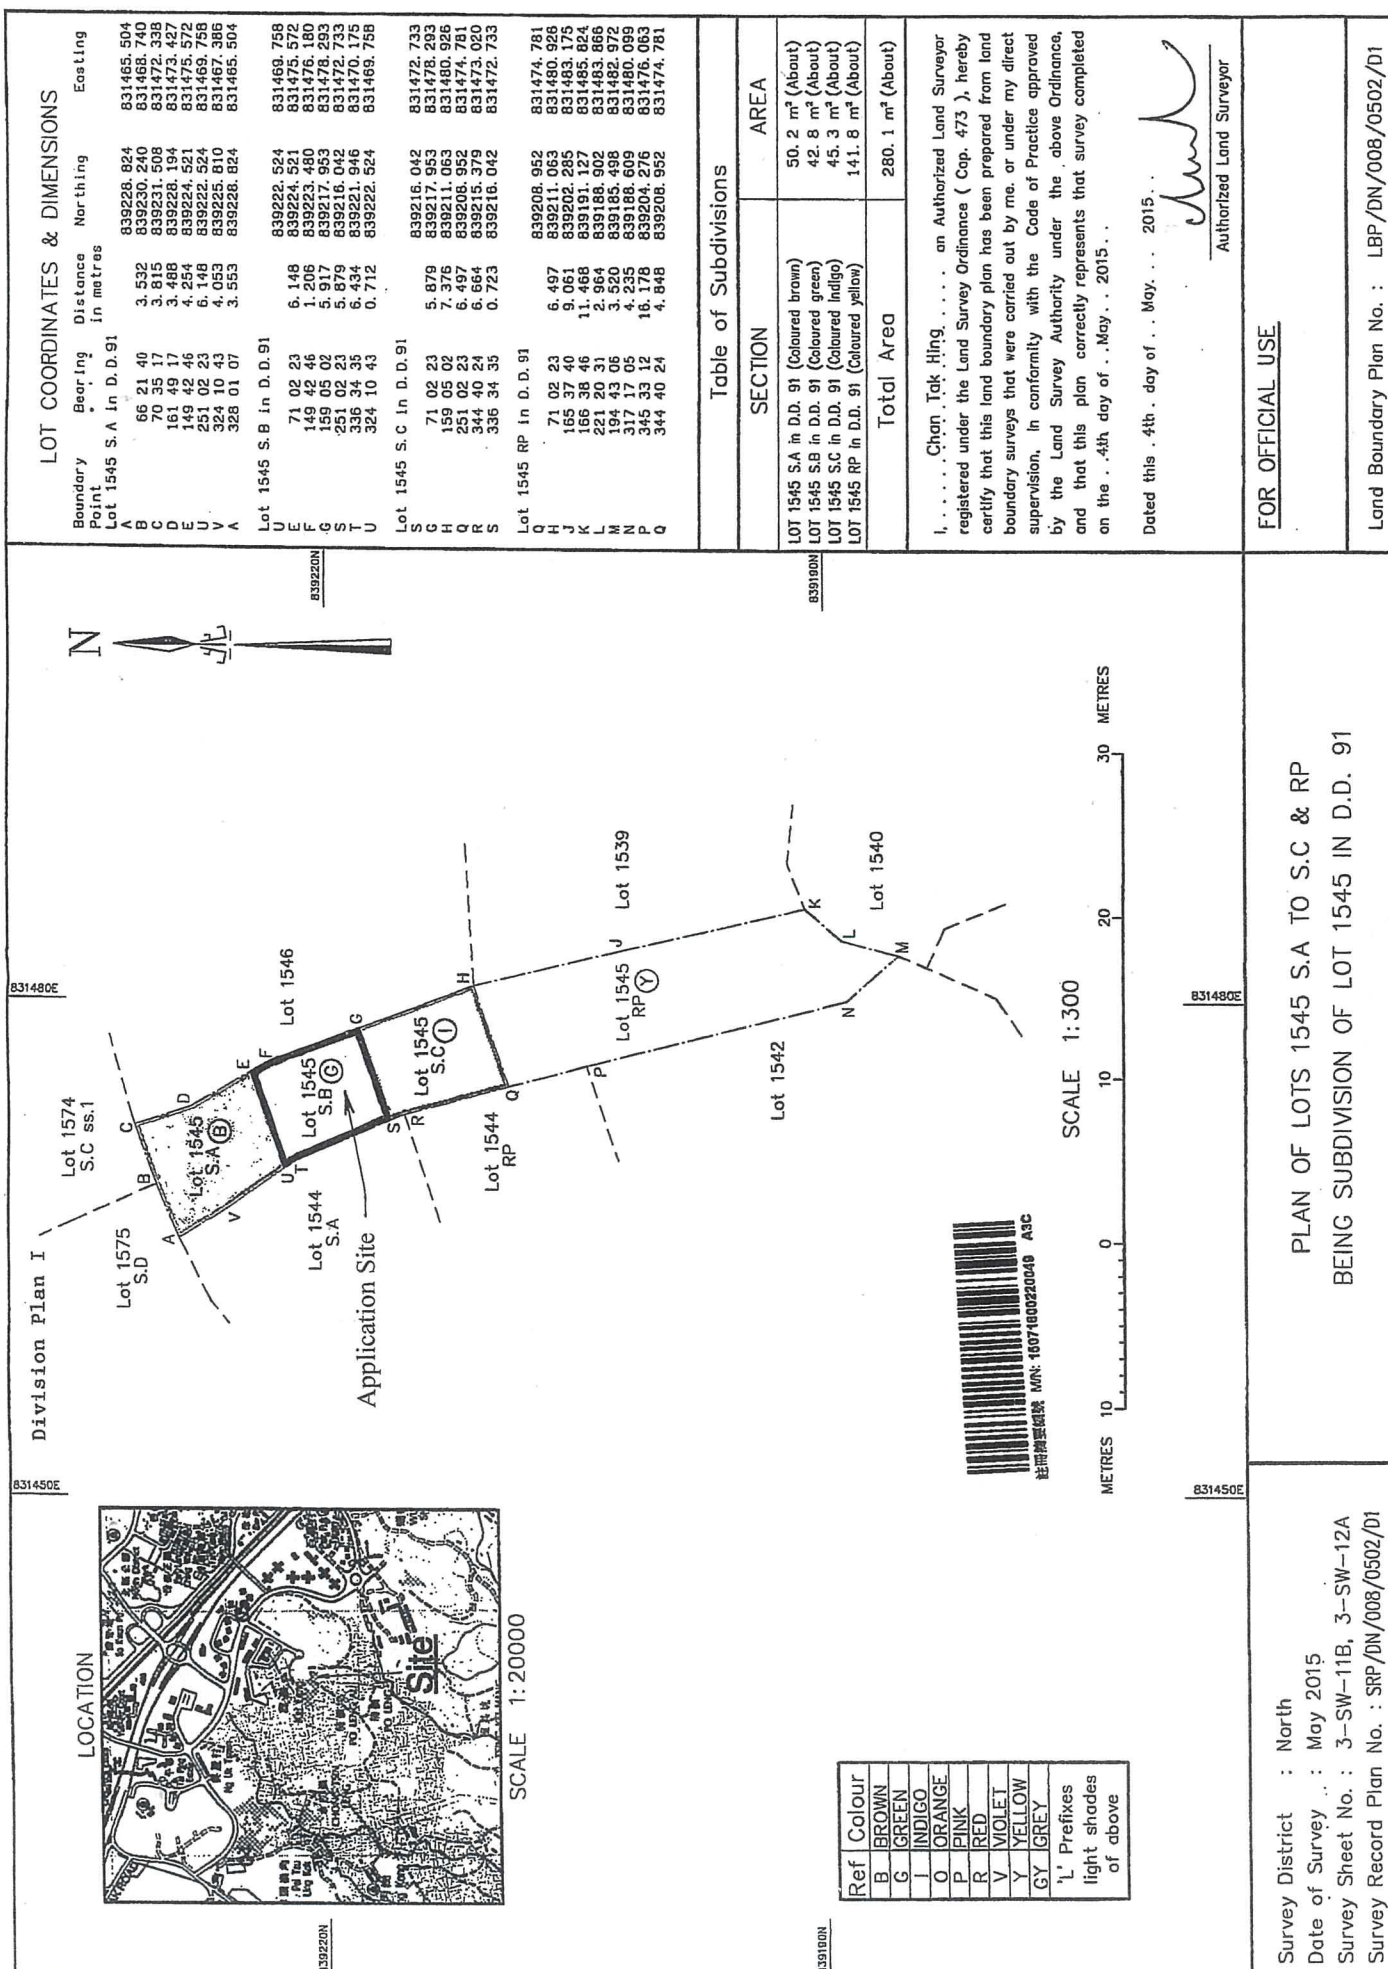 Division Plan I
LOCATION
Site
SCALE 1:20000
Ref Colour
B BROWN
G GREEN
I INDIGO
O ORANGE
P PINK
R RED
V VIOLET
Y YELLOW
GY GREY
'L' Prefixes
light shades
of above
831450E
831480E
839220N
839190N
831450E
831480E
839220N
839190N
N
Lot 1575
S.D
Lot 1574
S.C ss.1
Lot 1545
S.A B
Lot 1544
S.A
Lot 1546
Lot 1545
S.B G
Application Site
Lot 1545
S.C I
Lot 1544
RP
Lot 1545
RP Y
Lot 1539
Lot 1542
Lot 1540
A
B
C
D
E
F
G
H
J
K
L
M
N
P
Q
R
S
T
U
V
註冊摘要編號 M/N: 16071800220049 A3C
METRES 10 0 10 20 30 METRES
SCALE 1:300
LOT COORDINATES & DIMENSIONS
Boundary Bearing Distance Northing Easting
Point ° ' " in metres
Lot 1545 S.A in D.D.91
A 839228.824 831465.504
B 66 21 40 3.532 839230.240 831468.740
C 70 35 17 3.815 839231.508 831472.338
D 161 49 17 3.488 839228.194 831473.427
E 149 42 46 4.254 839224.521 831475.572
U 251 02 23 6.148 839222.524 831469.758
V 324 10 43 4.053 839225.810 831467.386
A 328 01 07 3.553 839228.824 831465.504
Lot 1545 S.B in D.D.91
U 839222.524 831469.758
E 71 02 23 6.148 839224.521 831475.572
F 149 42 46 1.206 839223.480 831476.180
G 159 05 02 5.917 839217.953 831478.293
S 251 02 23 5.879 839216.042 831472.733
T 336 34 35 6.434 839221.946 831470.175
U 324 10 43 0.712 839222.524 831469.758
Lot 1545 S.C in D.D.91
S 839216.042 831472.733
G 71 02 23 5.879 839217.953 831478.293
H 159 05 02 7.376 839211.063 831480.926
Q 251 02 23 6.497 839208.952 831474.781
R 344 40 24 6.664 839215.379 831473.020
S 336 34 35 0.723 839216.042 831472.733
Lot 1545 RP in D.D.91
Q 839208.952 831474.781
H 71 02 23 6.497 839211.063 831480.926
J 165 37 40 9.061 839202.285 831483.175
K 166 38 46 11.468 839191.127 831485.824
L 221 20 31 2.964 839188.902 831483.866
M 194 43 06 3.520 839185.498 831482.972
N 317 17 05 4.235 839188.609 831480.099
P 345 33 12 16.178 839204.276 831476.063
Q 344 40 24 4.848 839208.952 831474.781
Table of Subdivisions
SECTION AREA
LOT 1545 S.A in D.D. 91 (Coloured brown) 50.2 m² (About)
LOT 1545 S.B in D.D. 91 (Coloured green) 42.8 m² (About)
LOT 1545 S.C in D.D. 91 (Coloured indigo) 45.3 m² (About)
LOT 1545 RP in D.D. 91 (Coloured yellow) 141.8 m² (About)
Total Area 280.1 m² (About)
I, . . . . . Chan Tak Hing . . . . . an Authorized Land Surveyor
registered under the Land Survey Ordinance ( Cap. 473 ), hereby
certify that this land boundary plan has been prepared from land
boundary surveys that were carried out by me, or under my direct
supervision, in conformity with the Code of Practice approved
by the Land Survey Authority under the above Ordinance,
and that this plan correctly represents that survey completed
on the . .4th day of . . May . . 2015 . .
Dated this . 4th . day of . . May. . . 2015. .
Authorized Land Surveyor
FOR OFFICIAL USE
Land Boundary Plan No. : LBP/DN/008/0502/D1
PLAN OF LOTS 1545 S.A TO S.C & RP
BEING SUBDIVISION OF LOT 1545 IN D.D. 91
Survey District : North
Date of Survey : May 2015
Survey Sheet No. : 3-SW-11B, 3-SW-12A
Survey Record Plan No. : SRP/DN/008/0502/D1